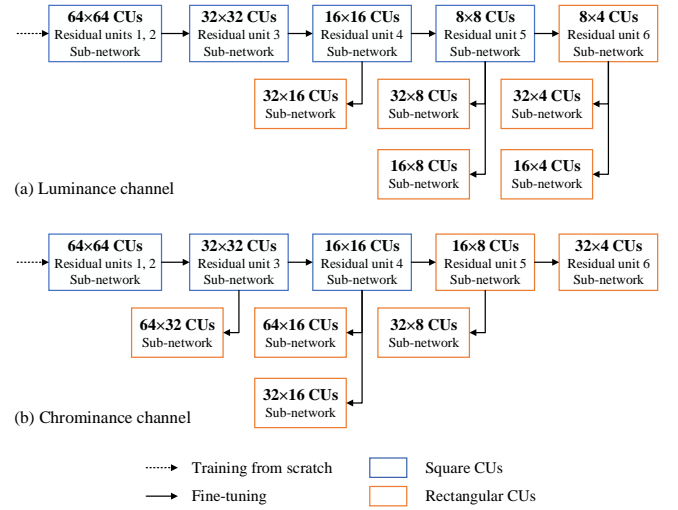 64×64 CUs
Residual units 1, 2
Sub-network
32×32 CUs
Residual unit 3
Sub-network
16×16 CUs
Residual unit 4
Sub-network
8×8 CUs
Residual unit 5
Sub-network
8×4 CUs
Residual unit 6
Sub-network
32×16 CUs
Sub-network
32×8 CUs
Sub-network
32×4 CUs
Sub-network
16×8 CUs
Sub-network
16×4 CUs
Sub-network
(a) Luminance channel
64×64 CUs
Residual units 1, 2
Sub-network
32×32 CUs
Residual unit 3
Sub-network
16×16 CUs
Residual unit 4
Sub-network
16×8 CUs
Residual unit 5
Sub-network
32×4 CUs
Residual unit 6
Sub-network
64×32 CUs
Sub-network
64×16 CUs
Sub-network
32×8 CUs
Sub-network
32×16 CUs
Sub-network
(b) Chrominance channel
Training from scratch
Square CUs
Fine-tuning
Rectangular CUs